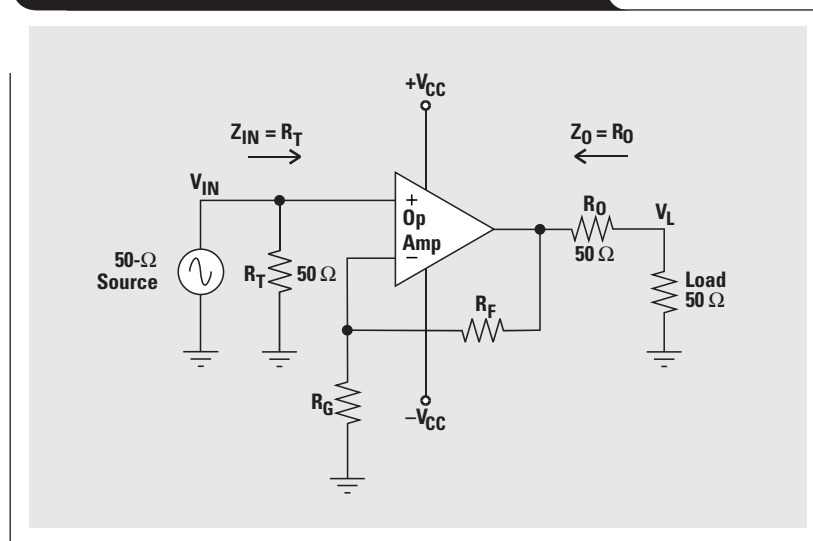 +VCC
ZIN = RT
ZO = RO
VIN
+
Op
Amp
−
RO
50 Ω
VL
50-Ω
Source
RT 50 Ω
Load
50 Ω
RF
RG
−VCC